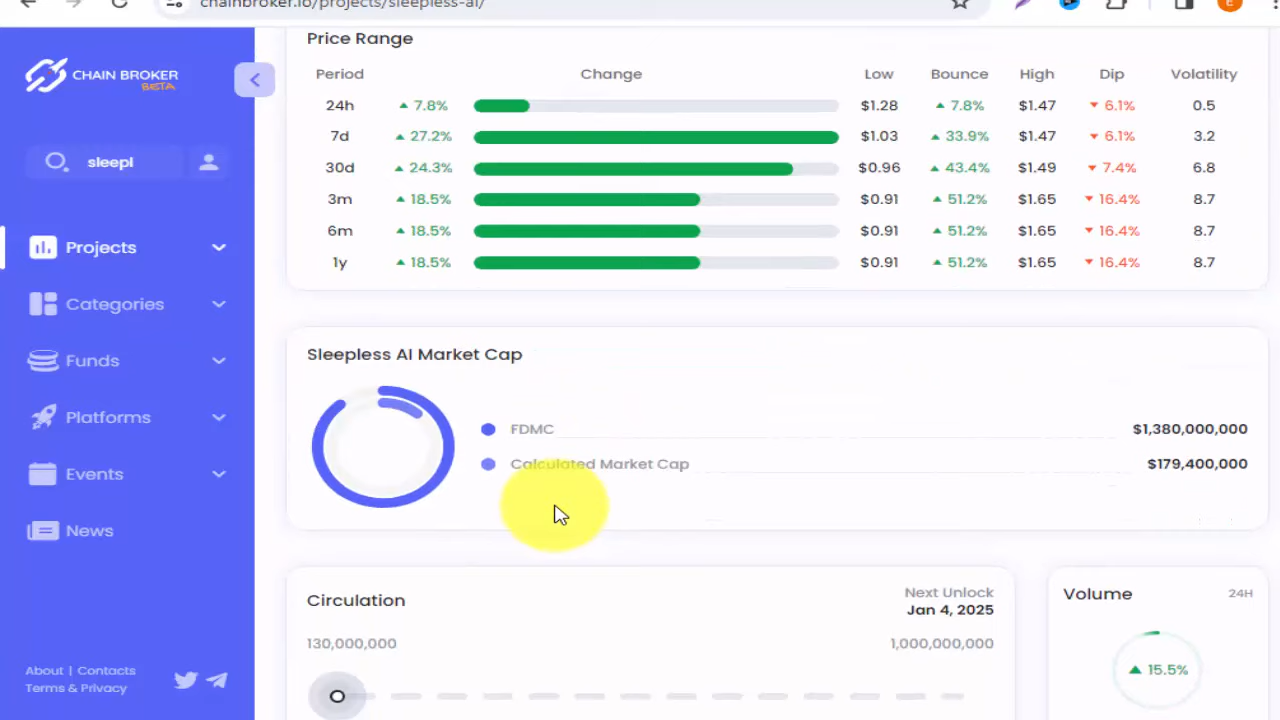 chainbroker.io/projects/sleepless-ai/
E
CHAIN BROKER
BETA
sleepl
Projects
Categories
Funds
Platforms
Events
News
About | Contacts
Terms & Privacy
Price Range
Period Change Low Bounce High Dip Volatility
24h 7.8% $1.28 7.8% $1.47 6.1% 0.5
7d 27.2% $1.03 33.9% $1.47 6.1% 3.2
30d 24.3% $0.96 43.4% $1.49 7.4% 6.8
3m 18.5% $0.91 51.2% $1.65 16.4% 8.7
6m 18.5% $0.91 51.2% $1.65 16.4% 8.7
1y 18.5% $0.91 51.2% $1.65 16.4% 8.7
Sleepless AI Market Cap
FDMC $1,380,000,000
Calculated Market Cap $179,400,000
Circulation
Next Unlock
Jan 4, 2025
130,000,000 1,000,000,000
Volume 24H
15.5%